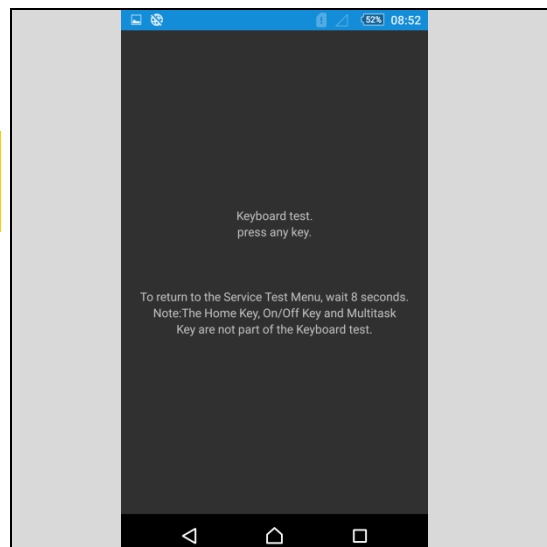 52% 08:52
Keyboard test.
press any key.
To return to the Service Test Menu, wait 8 seconds.
Note:The Home Key, On/Off Key and Multitask
Key are not part of the Keyboard test.